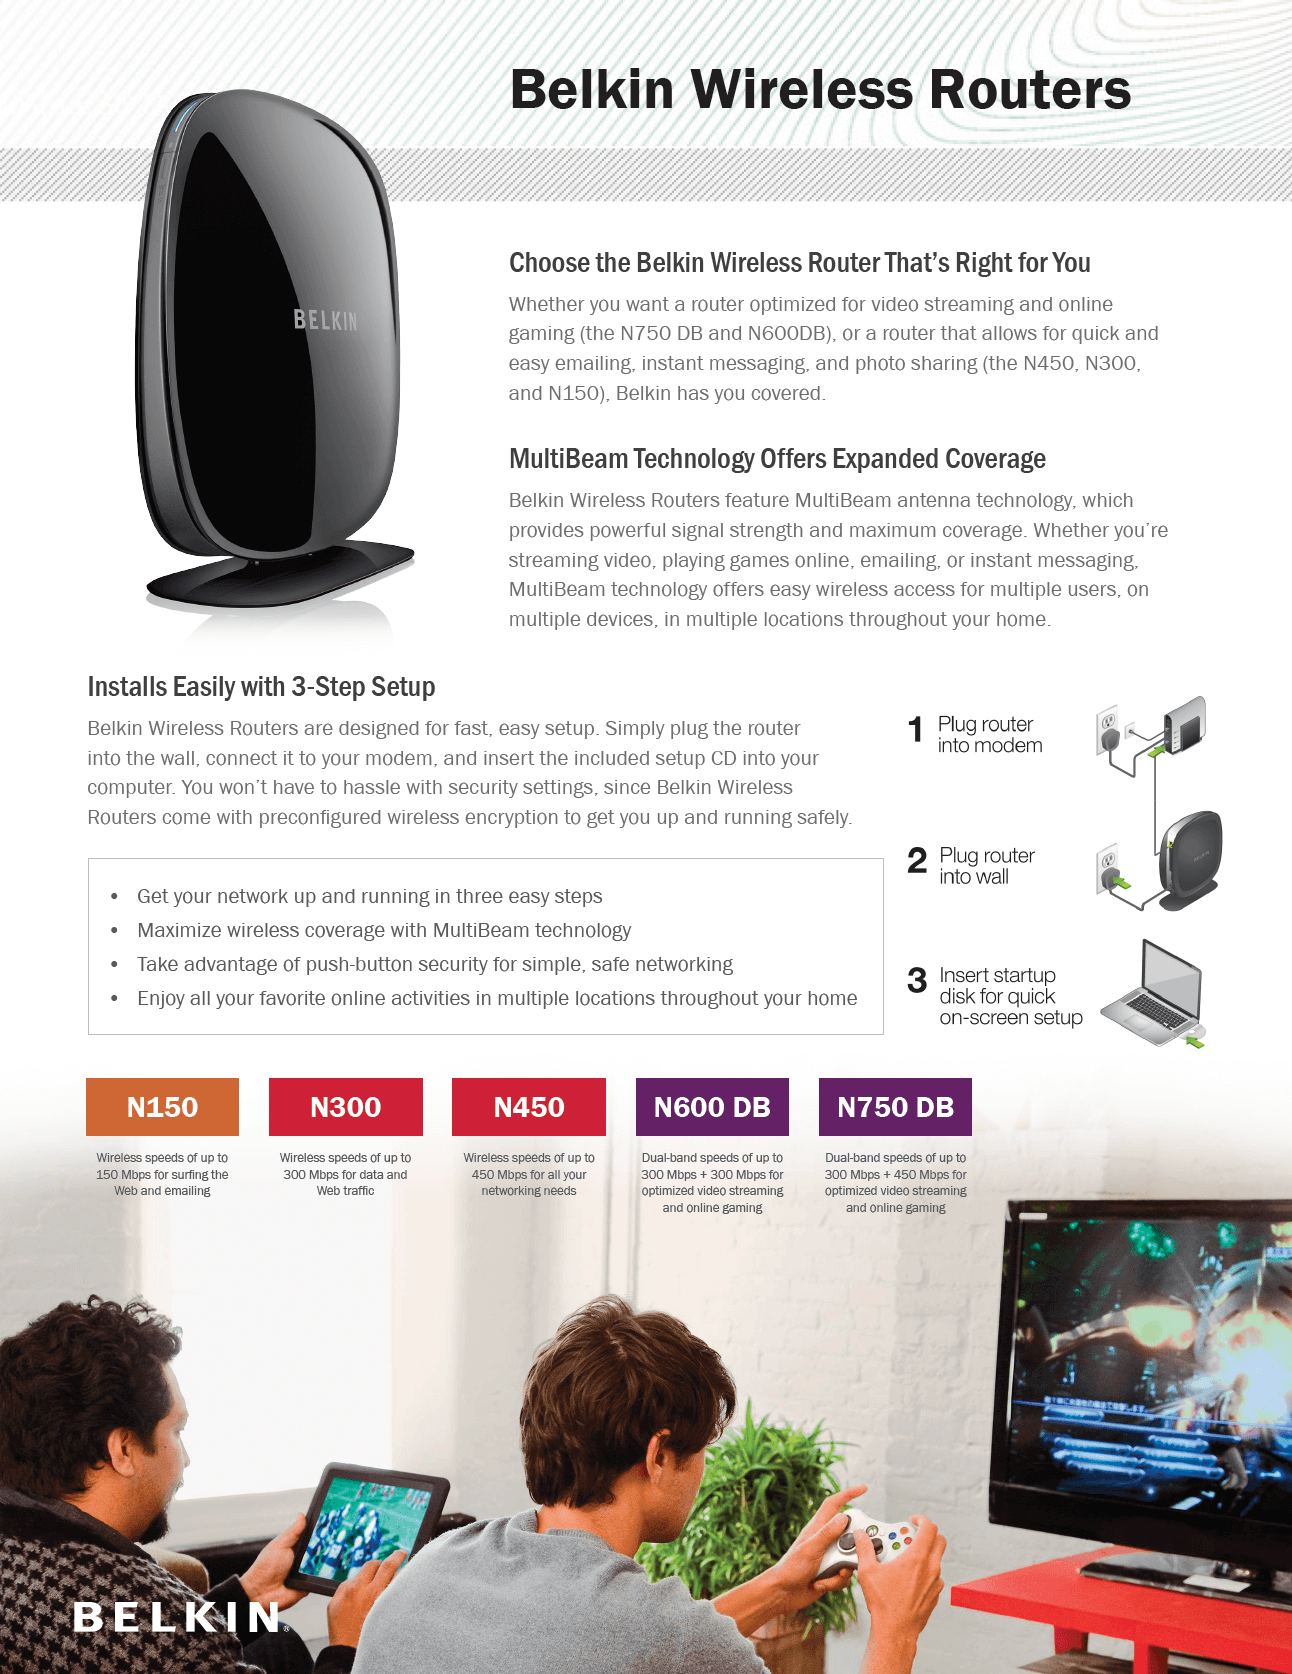 Belkin Wireless Routers
BELKIN
Choose the Belkin Wireless Router That's Right for You
Whether you want a router optimized for video streaming and online
gaming (the N750 DB and N600DB), or a router that allows for quick and
easy emailing, instant messaging, and photo sharing (the N450, N300,
and N150), Belkin has you covered.
MultiBeam Technology Offers Expanded Coverage
Belkin Wireless Routers feature MultiBeam antenna technology, which
provides powerful signal strength and maximum coverage. Whether you're
streaming video, playing games online, emailing, or instant messaging,
MultiBeam technology offers easy wireless access for multiple users, on
multiple devices, in multiple locations throughout your home.
Installs Easily with 3-Step Setup
Belkin Wireless Routers are designed for fast, easy setup. Simply plug the router
into the wall, connect it to your modem, and insert the included setup CD into your
computer. You won't have to hassle with security settings, since Belkin Wireless
Routers come with preconfigured wireless encryption to get you up and running safely.
• Get your network up and running in three easy steps
• Maximize wireless coverage with MultiBeam technology
• Take advantage of push-button security for simple, safe networking
• Enjoy all your favorite online activities in multiple locations throughout your home
1 Plug router
into modem
2 Plug router
into wall
BELKIN
3 Insert startup
disk for quick
on-screen setup
N150
Wireless speeds of up to
150 Mbps for surfing the
Web and emailing
N300
Wireless speeds of up to
300 Mbps for data and
Web traffic
N450
Wireless speeds of up to
450 Mbps for all your
networking needs
N600 DB
Dual-band speeds of up to
300 Mbps + 300 Mbps for
optimized video streaming
and online gaming
N750 DB
Dual-band speeds of up to
300 Mbps + 450 Mbps for
optimized video streaming
and online gaming
BELKIN®